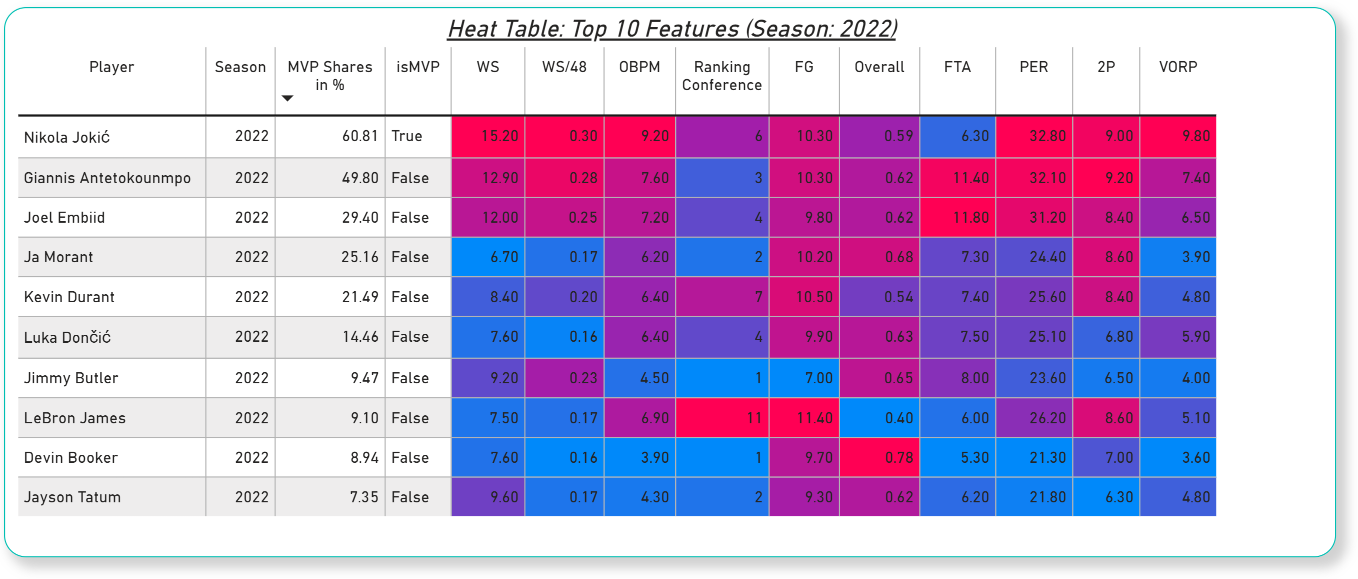 Heat Table: Top 10 Features (Season: 2022)
Player Season MVP Shares in % isMVP WS WS/48 OBPM Ranking Conference FG Overall FTA PER 2P VORP
Nikola Jokić 2022 60.81 True 15.20 0.30 9.20 6 10.30 0.59 6.30 32.80 9.00 9.80
Giannis Antetokounmpo 2022 49.80 False 12.90 0.28 7.60 3 10.30 0.62 11.40 32.10 9.20 7.40
Joel Embiid 2022 29.40 False 12.00 0.25 7.20 4 9.80 0.62 11.80 31.20 8.40 6.50
Ja Morant 2022 25.16 False 6.70 0.17 6.20 2 10.20 0.68 7.30 24.40 8.60 3.90
Kevin Durant 2022 21.49 False 8.40 0.20 6.40 7 10.50 0.54 7.40 25.60 8.40 4.80
Luka Dončić 2022 14.46 False 7.60 0.16 6.40 4 9.90 0.63 7.50 25.10 6.80 5.90
Jimmy Butler 2022 9.47 False 9.20 0.23 4.50 1 7.00 0.65 8.00 23.60 6.50 4.00
LeBron James 2022 9.10 False 7.50 0.17 6.90 11 11.40 0.40 6.00 26.20 8.60 5.10
Devin Booker 2022 8.94 False 7.60 0.16 3.90 1 9.70 0.78 5.30 21.30 7.00 3.60
Jayson Tatum 2022 7.35 False 9.60 0.17 4.30 2 9.30 0.62 6.20 21.80 6.30 4.80